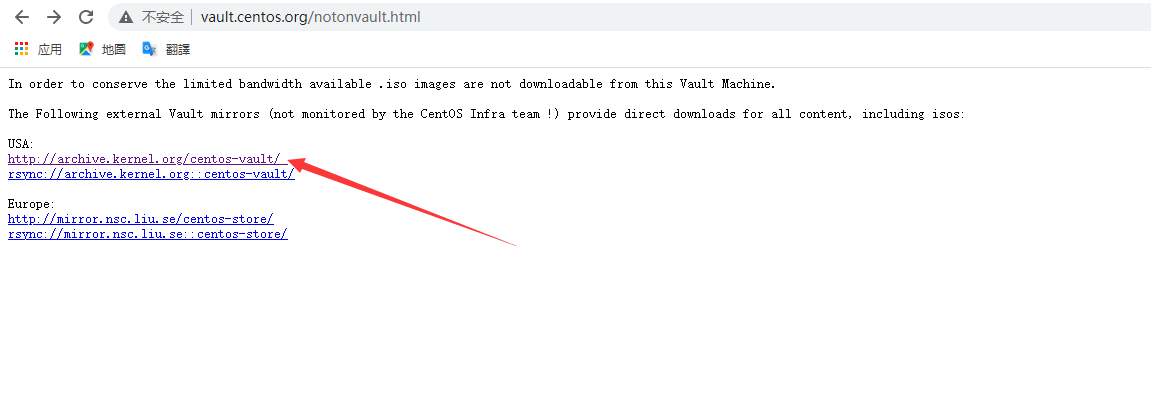 不安全 | vault.centos.org/notonvault.html
应用 地圖 翻譯
In order to conserve the limited bandwidth available .iso images are not downloadable from this Vault Machine.
The Following external Vault mirrors (not monitored by the CentOS Infra team !) provide direct downloads for all content, including isos:
USA:
http://archive.kernel.org/centos-vault/
rsync://archive.kernel.org::centos-vault/
Europe:
http://mirror.nsc.liu.se/centos-store/
rsync://mirror.nsc.liu.se::centos-store/